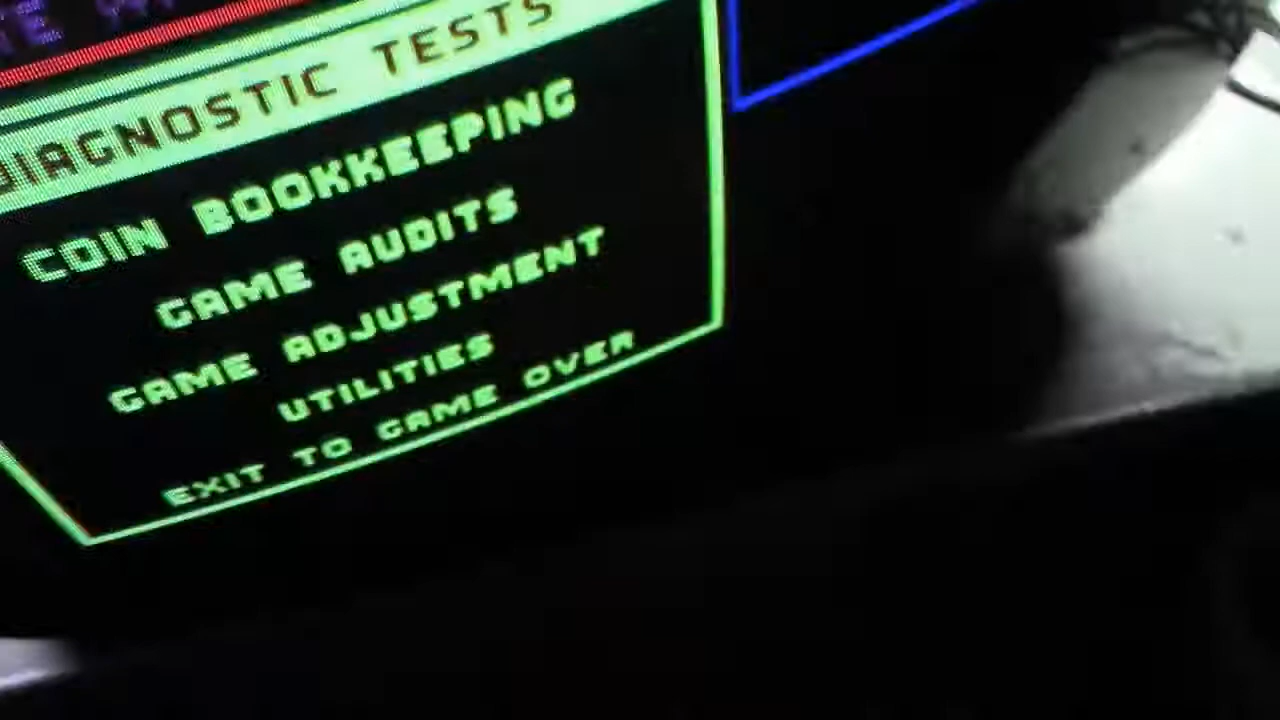 DIAGNOSTIC TESTS
COIN BOOKKEEPING
GAME AUDITS
GAME ADJUSTMENT
UTILITIES
EXIT TO GAME OVER